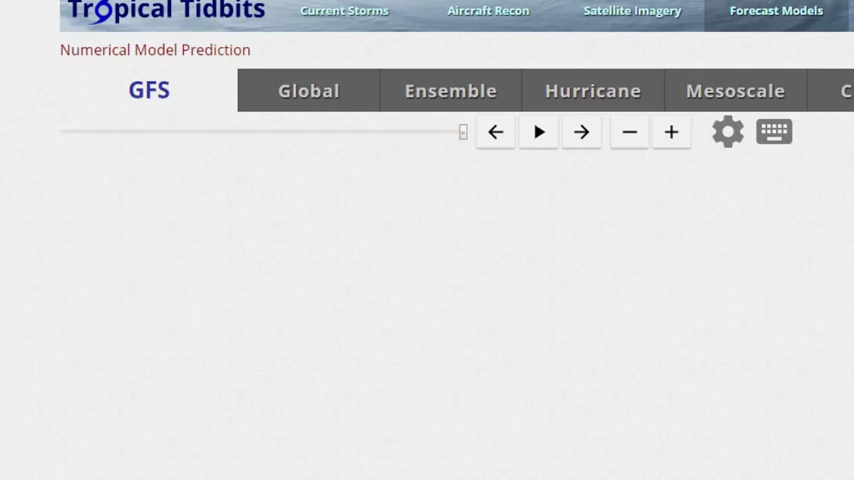 Tropical Tidbits Current Storms Aircraft Recon Satellite Imagery Forecast Models
Numerical Model Prediction
GFS Global Ensemble Hurricane Mesoscale C